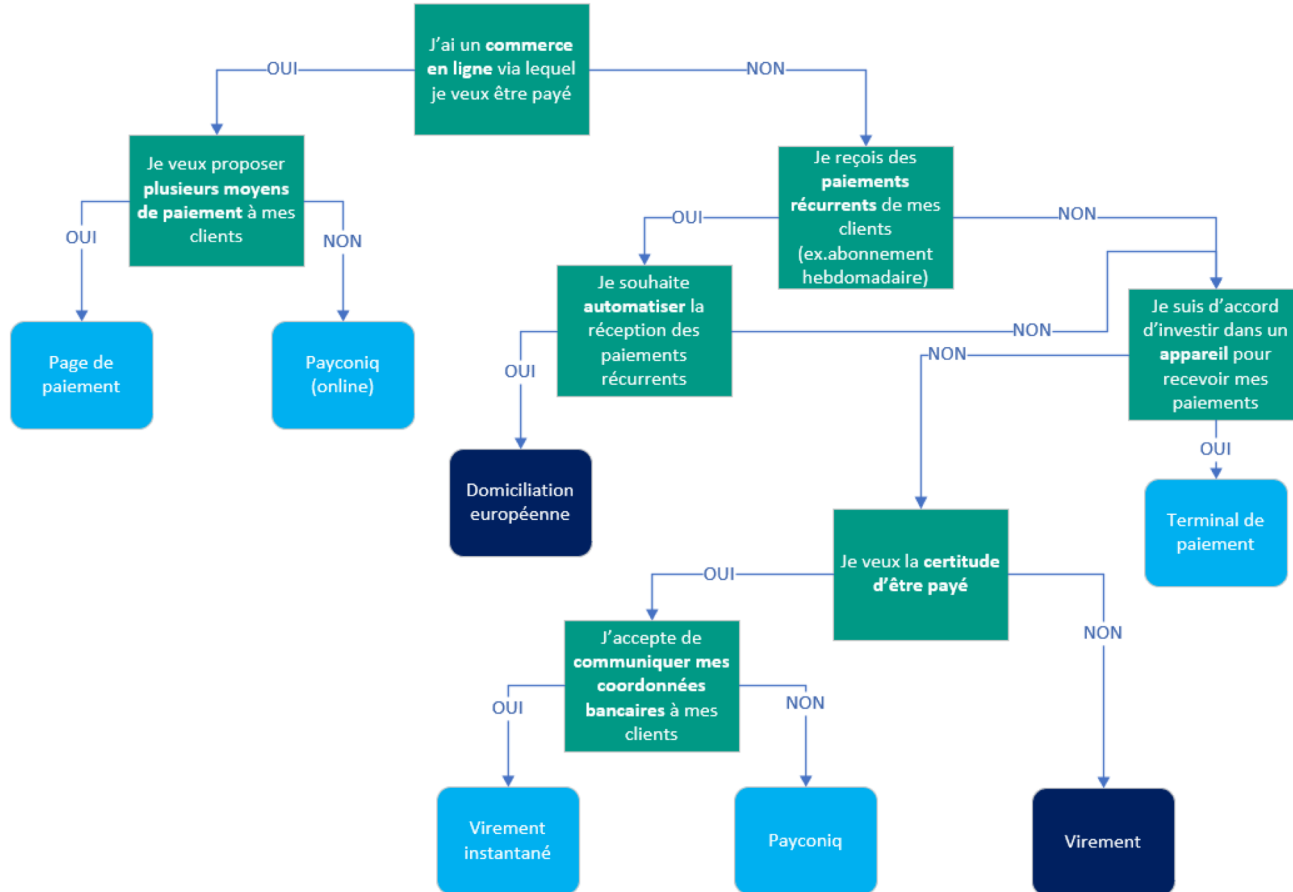 J'ai un commerce
en ligne via lequel
je veux être payé
OUI
NON
Je veux proposer
plusieurs moyens
de paiement à mes
clients
Je reçois des
paiements
récurrents de mes
clients
(ex.abonnement
hebdomadaire)
OUI
NON
OUI
NON
Page de
paiement
Payconiq
(online)
Je souhaite
automatiser la
réception des
paiements
récurrents
OUI
NON
Domiciliation
européenne
Je suis d'accord
d'investir dans un
appareil pour
recevoir mes
paiements
NON
OUI
Terminal de
paiement
Je veux la certitude
d'être payé
OUI
NON
J'accepte de
communiquer mes
coordonnées
bancaires à mes
clients
OUI
NON
Virement
instantané
Payconiq
Virement